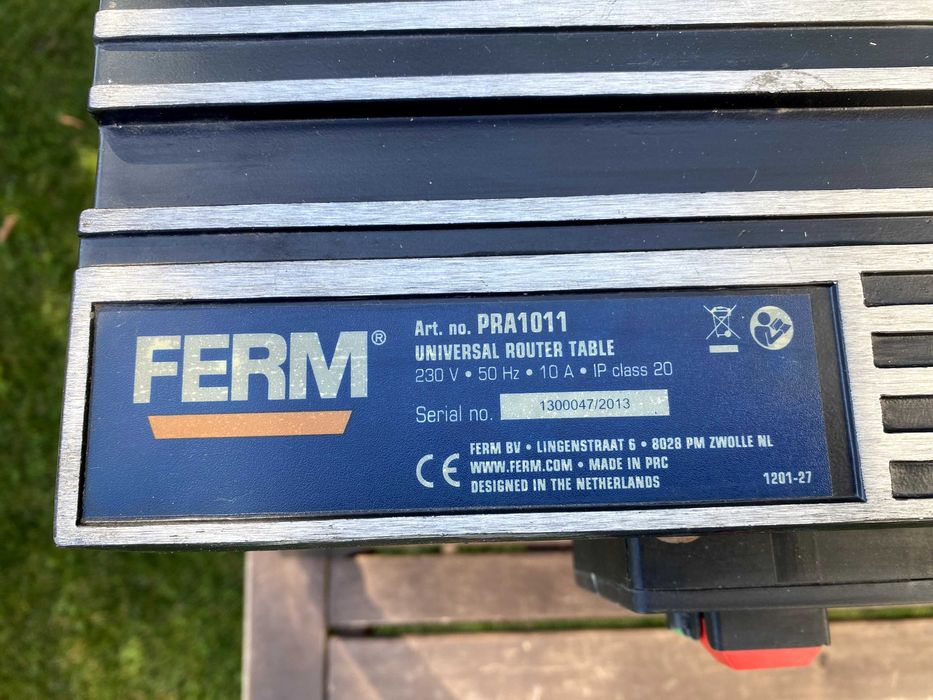 FERM®
Art. no. PRA1011
UNIVERSAL ROUTER TABLE
230 V • 50 Hz • 10 A • IP class 20
Serial no. 1300047/2013
CE
FERM BV • LINGENSTRAAT 6 • 8028 PM ZWOLLE NL
WWW.FERM.COM • MADE IN PRC
DESIGNED IN THE NETHERLANDS
1201-27